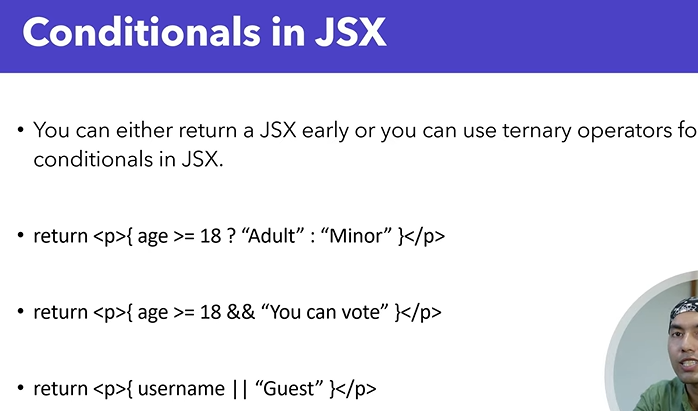 Conditionals in JSX
• You can either return a JSX early or you can use ternary operators fo
conditionals in JSX.
• return <p>{ age >= 18 ? “Adult” : “Minor” }</p>
• return <p>{ age >= 18 && “You can vote” }</p>
• return <p>{ username || “Guest” }</p>